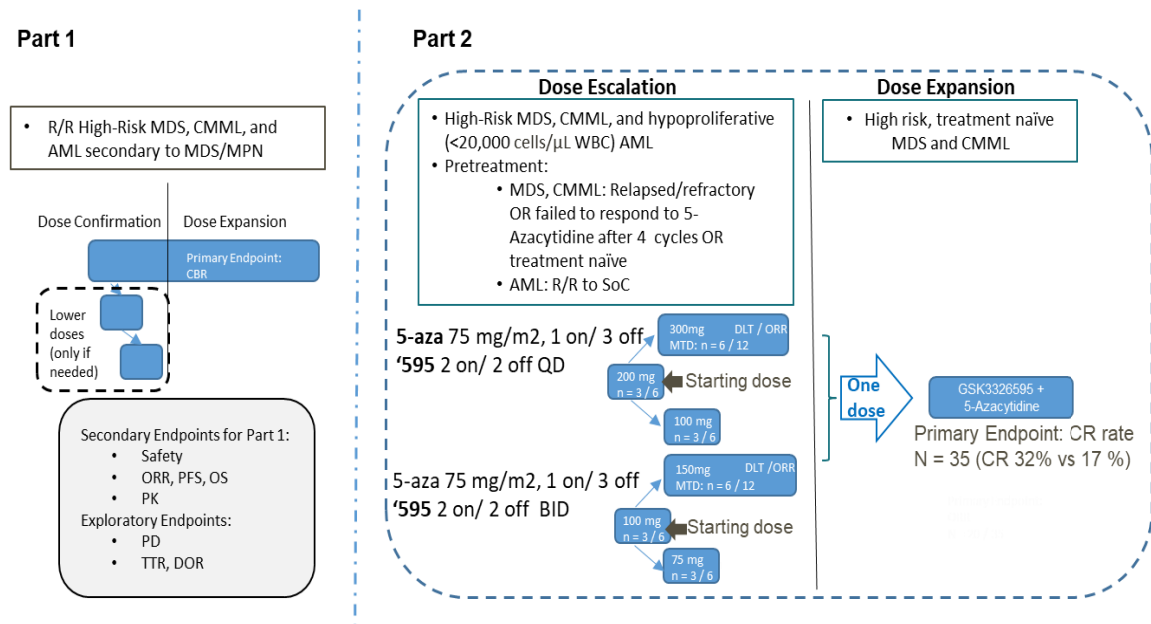 Part 1
• R/R High-Risk MDS, CMML, and
AML secondary to MDS/MPN
Dose Confirmation
Dose Expansion
Primary Endpoint:
CBR
Lower
doses
(only if
needed)
Secondary Endpoints for Part 1:
• Safety
• ORR, PFS, OS
• PK
Exploratory Endpoints:
• PD
• TTR, DOR
Part 2
Dose Escalation
• High-Risk MDS, CMML, and hypoproliferative
(<20,000 cells/µL WBC) AML
• Pretreatment:
• MDS, CMML: Relapsed/refractory
OR failed to respond to 5-
Azacytidine after 4 cycles OR
treatment naïve
• AML: R/R to SoC
5-aza 75 mg/m2, 1 on/ 3 off
‘595 2 on/ 2 off QD
300mg DLT / ORR
MTD: n = 6 / 12
200 mg
n = 3 / 6
Starting dose
100 mg
n = 3 / 6
5-aza 75 mg/m2, 1 on/ 3 off
‘595 2 on/ 2 off BID
150mg DLT /ORR
MTD: n = 6 / 12
100 mg
n = 3 / 6
Starting dose
75 mg
n = 3 / 6
Dose Expansion
• High risk, treatment naïve
MDS and CMML
One
dose
GSK3326595 +
5-Azacytidine
Primary Endpoint: CR rate
N = 35 (CR 32% vs 17 %)